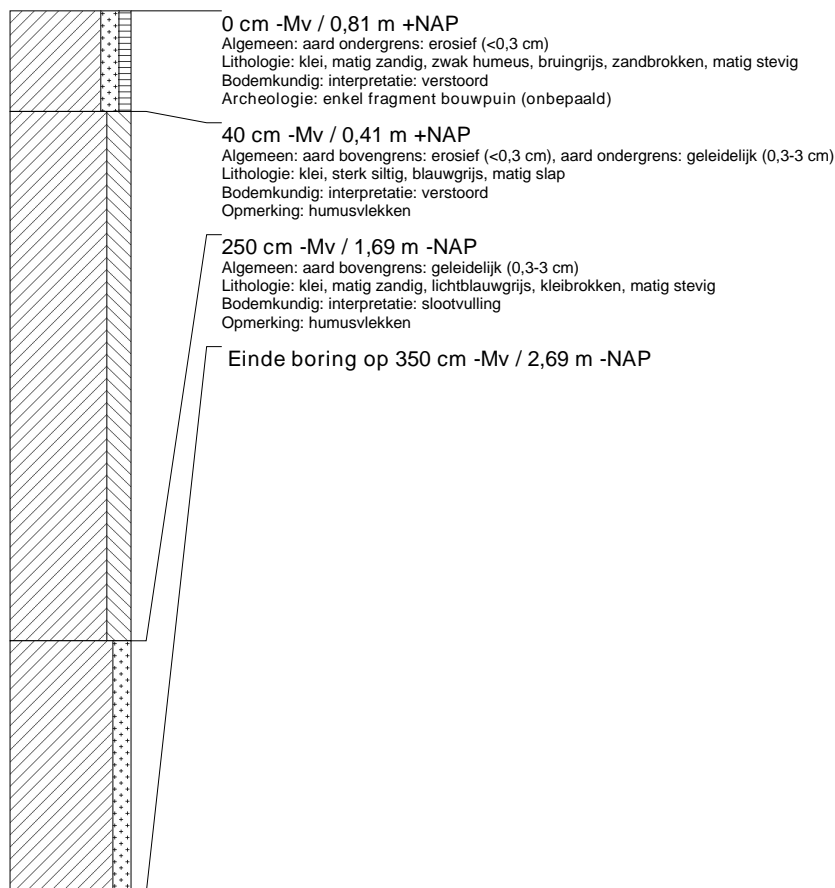 0 cm -Mv / 0,81 m +NAP
Algemeen: aard ondergrens: erosief (<0,3 cm)
Lithologie: klei, matig zandig, zwak humeus, bruingrijs, zandbrokken, matig stevig
Bodemkundig: interpretatie: verstoord
Archeologie: enkel fragment bouwpuin (onbepaald)
40 cm -Mv / 0,41 m +NAP
Algemeen: aard bovengrens: erosief (<0,3 cm), aard ondergrens: geleidelijk (0,3-3 cm)
Lithologie: klei, sterk siltig, blauwgrijs, matig slap
Bodemkundig: interpretatie: verstoord
Opmerking: humusvlekken
250 cm -Mv / 1,69 m -NAP
Algemeen: aard bovengrens: geleidelijk (0,3-3 cm)
Lithologie: klei, matig zandig, lichtblauwgrijs, kleibrokken, matig stevig
Bodemkundig: interpretatie: slootvulling
Opmerking: humusvlekken
Einde boring op 350 cm -Mv / 2,69 m -NAP